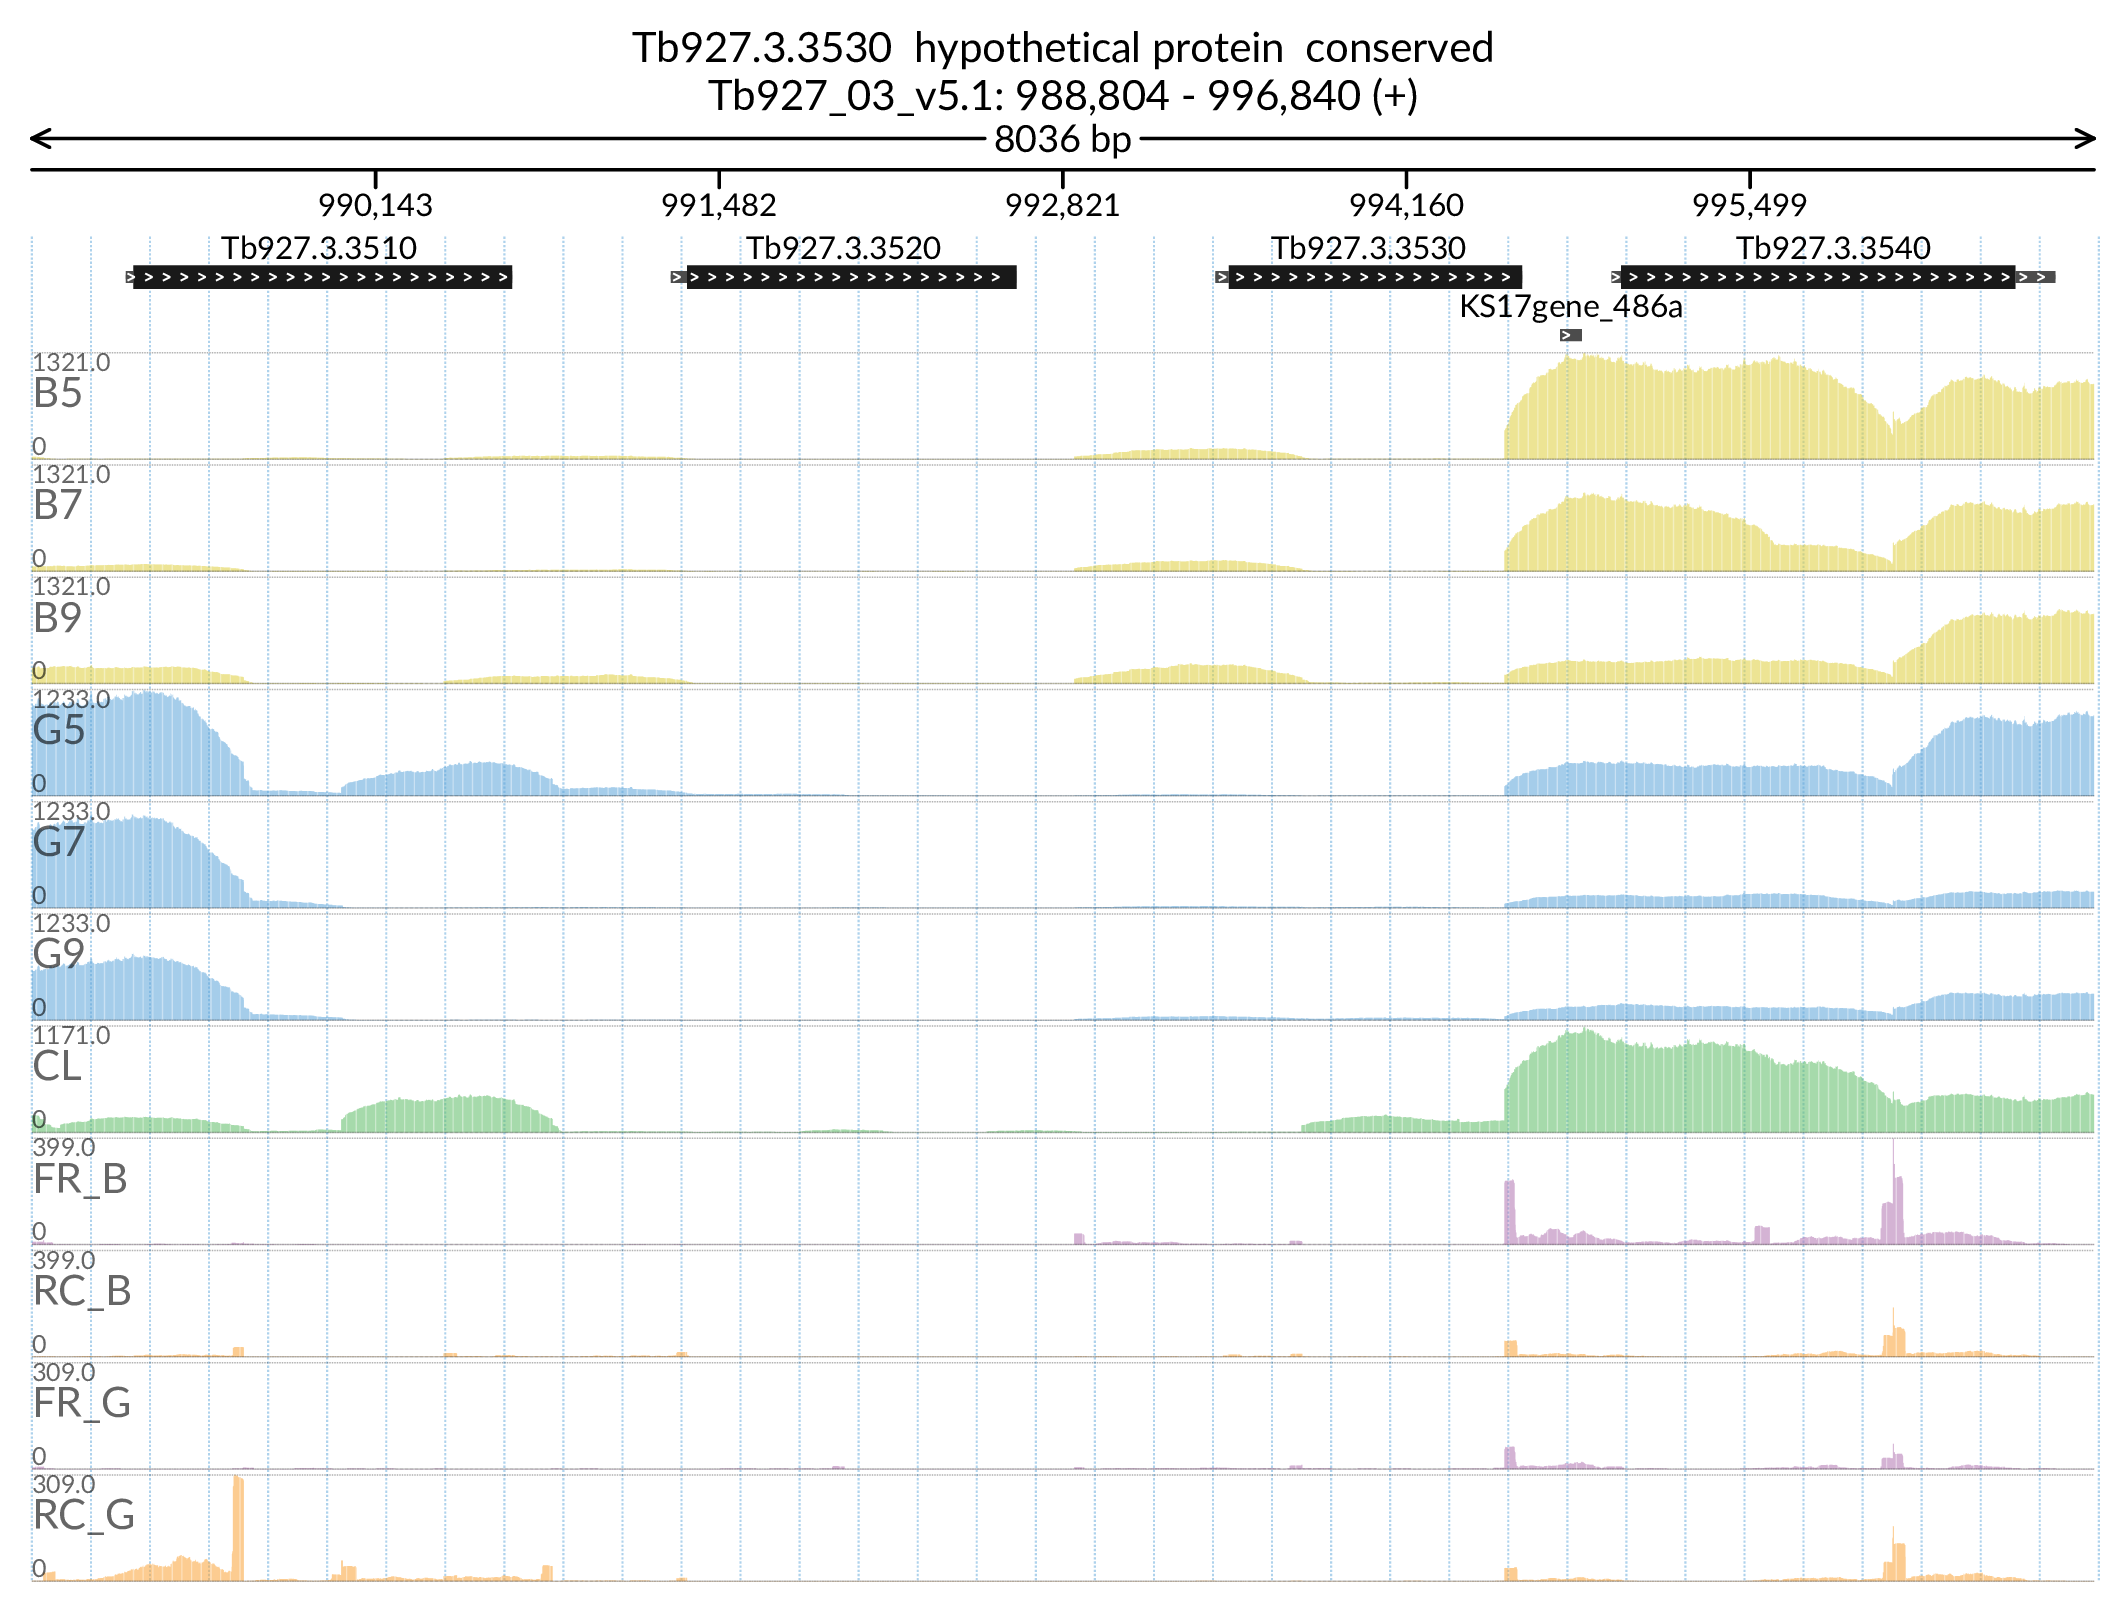 Tb927.3.3530  hypothetical protein  conserved
Tb927_03_v5.1: 988,804 - 996,840 (+)
8036 bp
990,143 991,482 992,821 994,160 995,499
Tb927.3.3510 Tb927.3.3520 Tb927.3.3530 Tb927.3.3540
KS17gene_486a
1321.0
B5
0
1321.0
B7
0
1321.0
B9
0
1233.0
G5
0
1233.0
G7
0
1233.0
G9
0
1171.0
CL
0
399.0
FR_B
0
399.0
RC_B
0
309.0
FR_G
0
309.0
RC_G
0